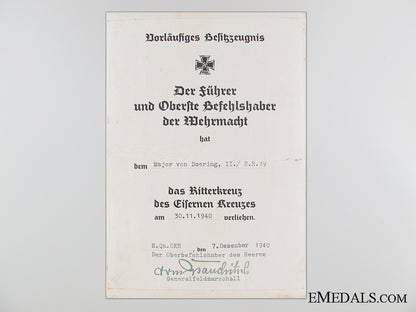 Vorläufiges Besitzeugnis
Der Führer
und Oberste Befehlshaber
der Wehrmacht
hat
dem Major von Doering, II./ S.R.79
das Ritterkreuz
des Eisernen Kreuzes
am 30.11.1940 verliehen.
H.Qu.OKH, den 7.Dezember 1940
Der Oberbefehlshaber des Heeres
Generalfeldmarschall
EMEDALS.COM